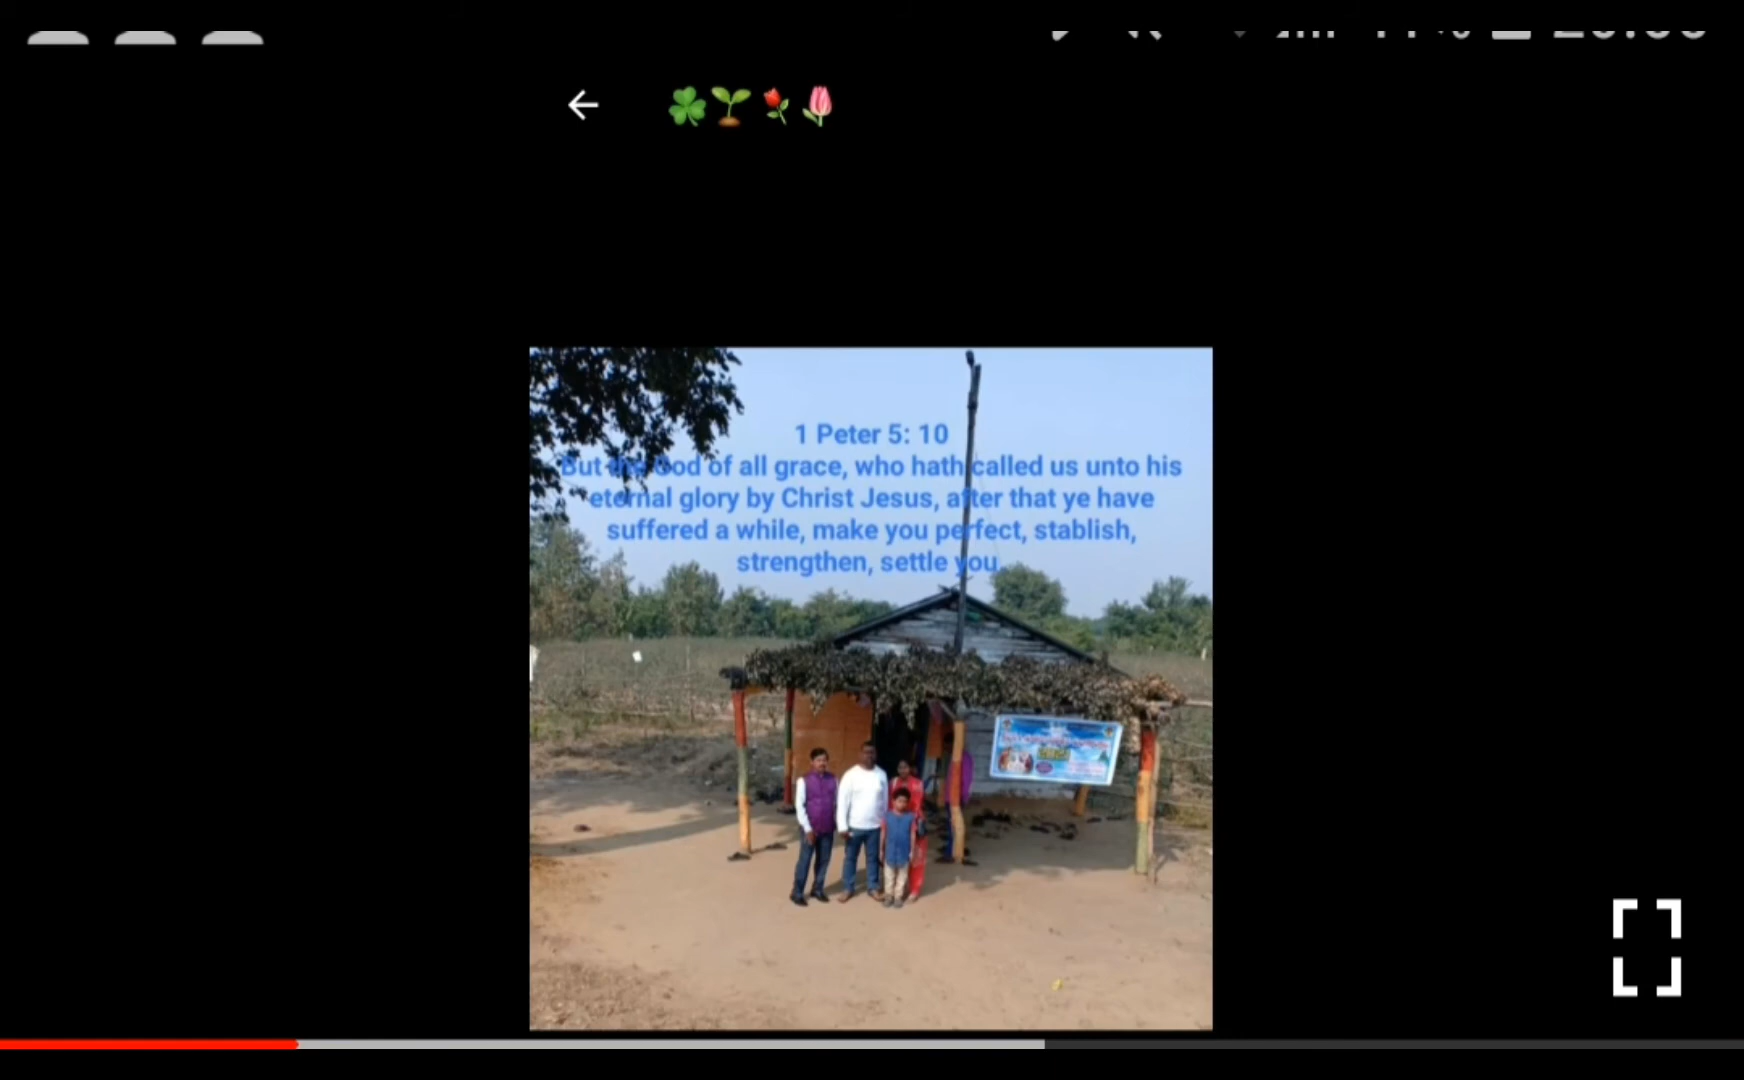 1 Peter 5: 10
But the God of all grace, who hath called us unto his
eternal glory by Christ Jesus, after that ye have
suffered a while, make you perfect, stablish,
strengthen, settle you.